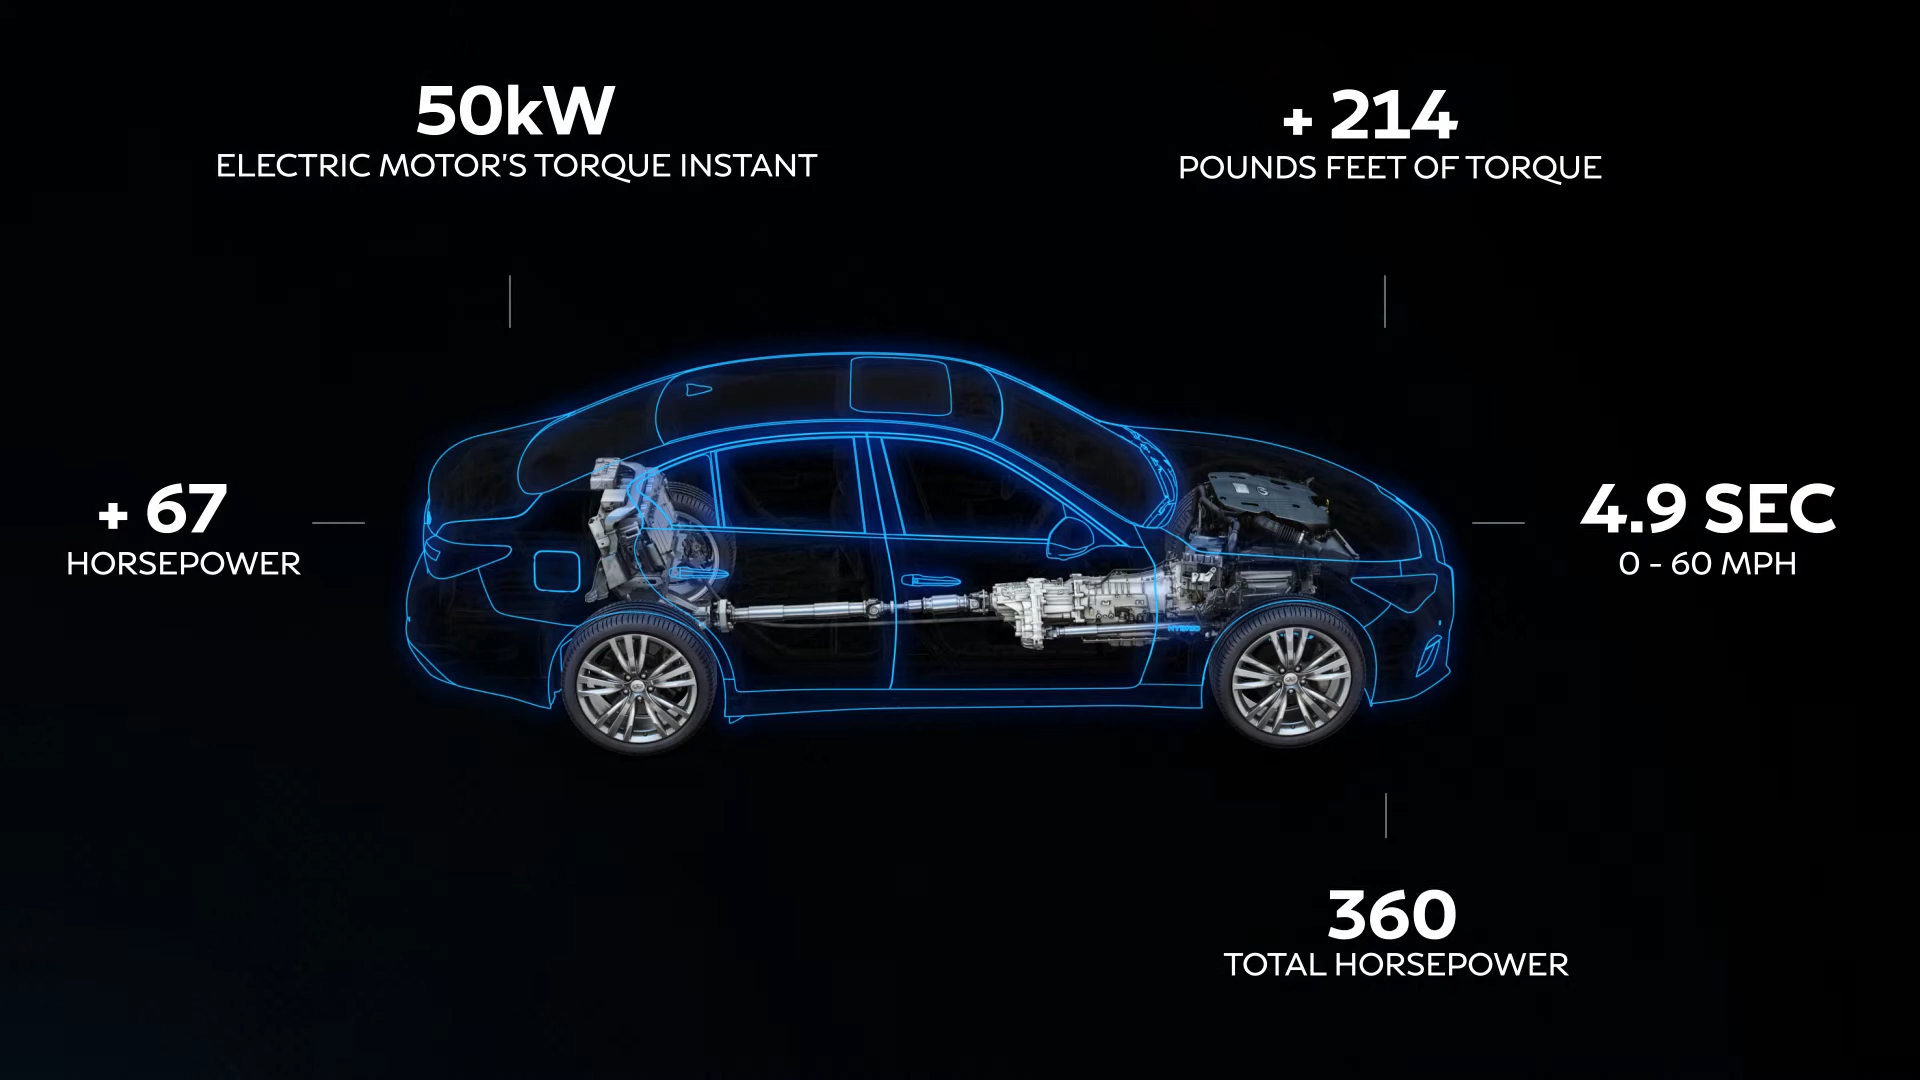 50kW
ELECTRIC MOTOR'S TORQUE INSTANT
+ 214
POUNDS FEET OF TORQUE
+ 67
HORSEPOWER
4.9 SEC
0 - 60 MPH
HYBRID
360
TOTAL HORSEPOWER